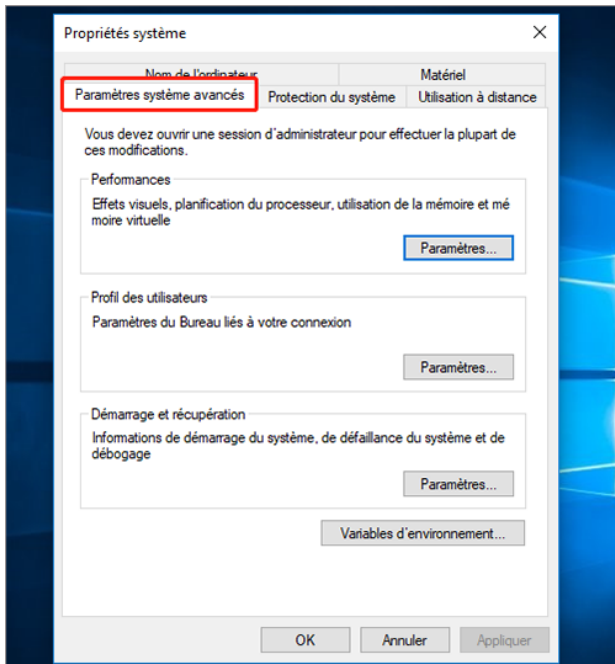 Propriétés système
Nom de l'ordinateur
Matériel
Paramètres système avancés
Protection du système
Utilisation à distance
Vous devez ouvrir une session d'administrateur pour effectuer la plupart de
ces modifications.
Performances
Effets visuels, planification du processeur, utilisation de la mémoire et mé
moire virtuelle
Paramètres...
Profil des utilisateurs
Paramètres du Bureau liés à votre connexion
Paramètres...
Démarrage et récupération
Informations de démarrage du système, de défaillance du système et de
débogage
Paramètres...
Variables d'environnement...
OK
Annuler
Appliquer